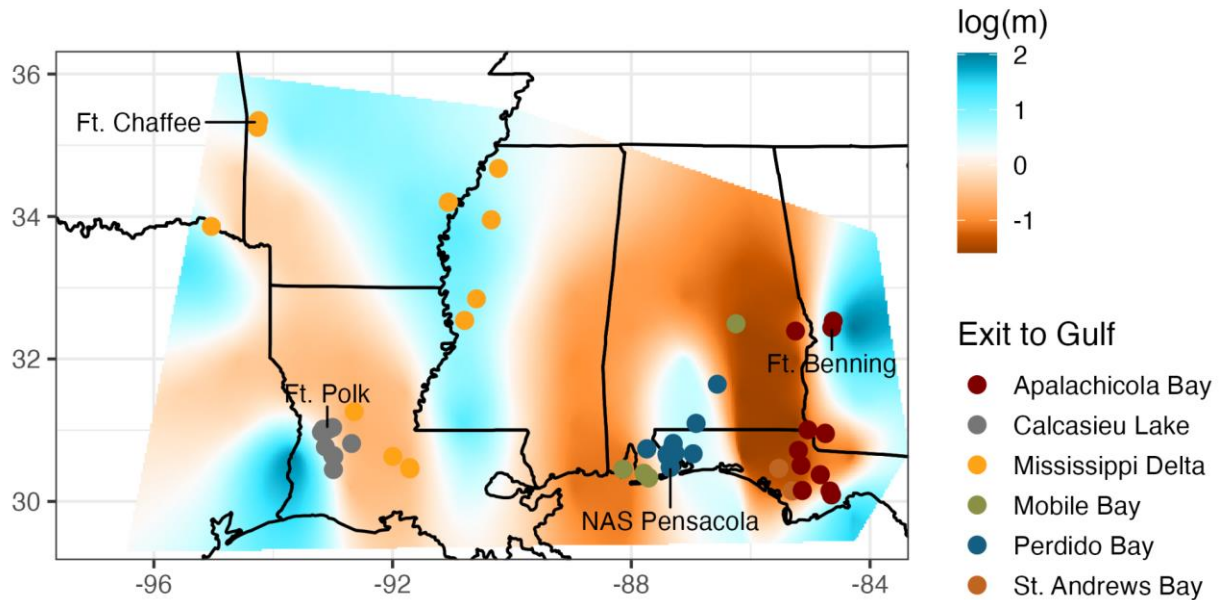 log(m)
2
1
0
-1
36
34
32
30
Ft. Chaffee
Ft. Polk
Ft. Benning
NAS Pensacola
-96
-92
-88
-84
Exit to Gulf
Apalachicola Bay
Calcasieu Lake
Mississippi Delta
Mobile Bay
Perdido Bay
St. Andrews Bay